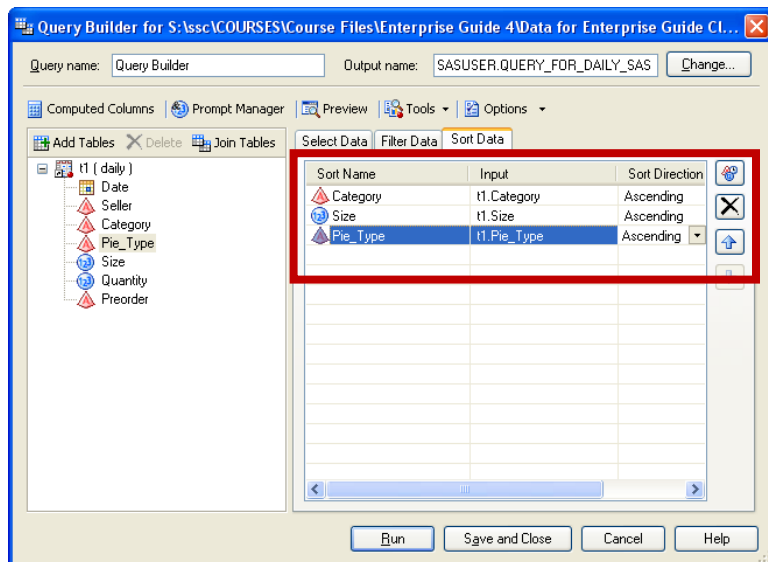 Query Builder for S:\ssc\COURSES\Course Files\Enterprise Guide 4\Data for Enterprise Guide Cl...
Query name: Query Builder Output name: SASUSER.QUERY_FOR_DAILY_SAS Change...
Computed Columns Prompt Manager Preview Tools Options
Add Tables Delete Join Tables Select Data Filter Data Sort Data
t1 ( daily )
Date
Seller
Category
Pie_Type
Size
Quantity
Preorder
Sort Name Input Sort Direction
Category t1.Category Ascending
Size t1.Size Ascending
Pie_Type t1.Pie_Type Ascending
Run Save and Close Cancel Help